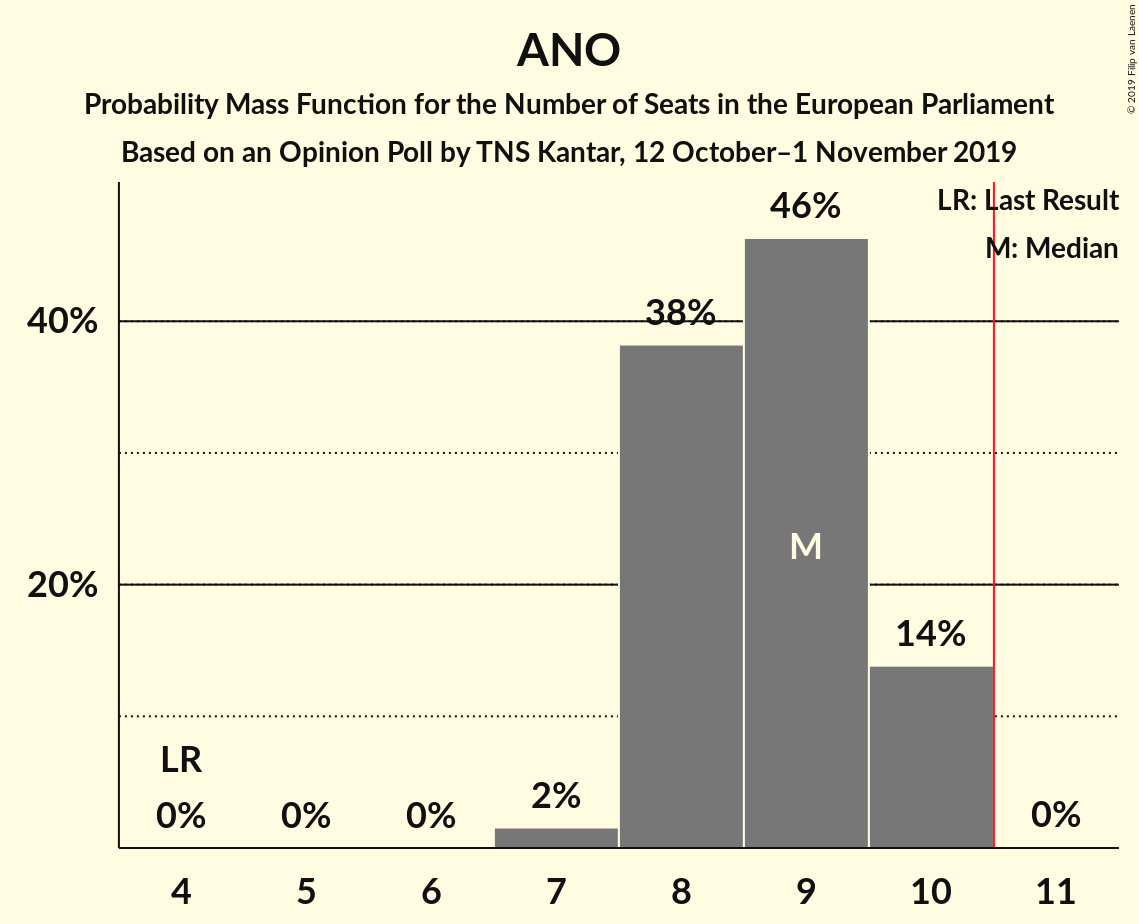 ANO
Probability Mass Function for the Number of Seats in the European Parliament
Based on an Opinion Poll by TNS Kantar, 12 October–1 November 2019
© 2019 Filip van Laenen
LR: Last Result
M: Median
46%
38%
40%
M
20%
14%
LR
2%
0%
0%
0%
0%
4
5
6
7
8
9
10
11